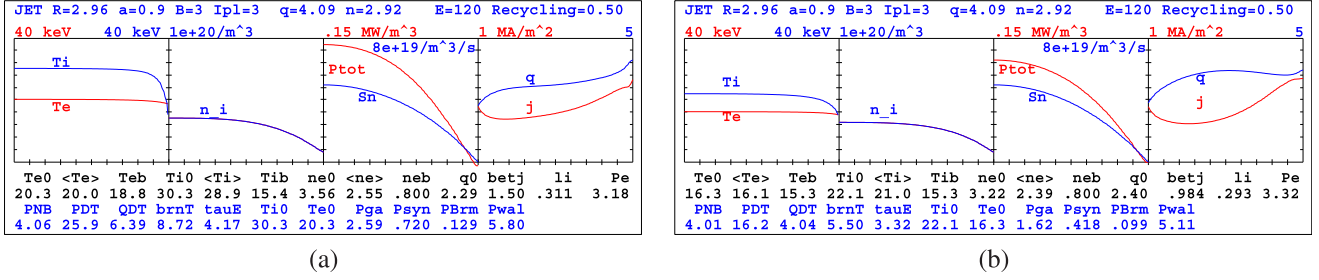 JET R=2.96 a=0.9 B=3 Ipl=3 q=4.09 n=2.92 E=120 Recycling=0.50
40 keV 40 keV 1e+20/m^3 .15 MW/m^3 1 MA/m^2 5
8e+19/m^3/s
Ti
Te
n_i
Ptot
Sn
q
j
Te0 <Te> Teb Ti0 <Ti> Tib ne0 <ne> neb q0 betj li Pe
20.3 20.0 18.8 30.3 28.9 15.4 3.56 2.55 .800 2.29 1.50 .311 3.18
PNB PDT QDT brnT tauE Ti0 Te0 Pga Psyn PBrm Pwal
4.06 25.9 6.39 8.72 4.17 30.3 20.3 2.59 .720 .129 5.80
(a)
JET R=2.96 a=0.9 B=3 Ipl=3 q=4.09 n=2.92 E=120 Recycling=0.50
40 keV 40 keV 1e+20/m^3 .15 MW/m^3 1 MA/m^2 5
8e+19/m^3/s
Ti
Te
n_i
Ptot
Sn
q
j
Te0 <Te> Teb Ti0 <Ti> Tib ne0 <ne> neb q0 betj li Pe
16.3 16.1 15.3 22.1 21.0 15.3 3.22 2.39 .800 2.40 .984 .293 3.32
PNB PDT QDT brnT tauE Ti0 Te0 Pga Psyn PBrm Pwal
4.01 16.2 4.04 5.50 3.32 22.1 16.3 1.62 .418 .099 5.11
(b)